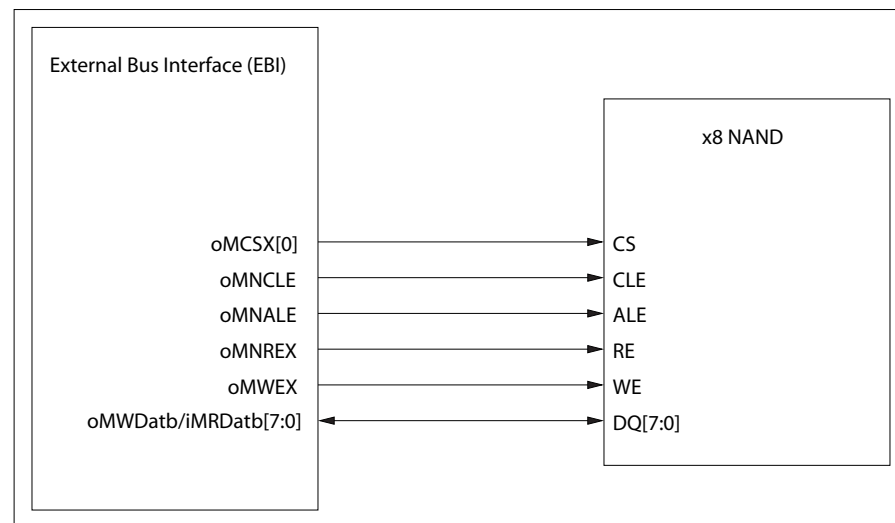 External Bus Interface (EBI)
x8 NAND
oMCSX[0]
CS
oMNCLE
CLE
oMNALE
ALE
oMNREX
RE
oMWEX
WE
oMWDatb/iMRDatb[7:0]
DQ[7:0]